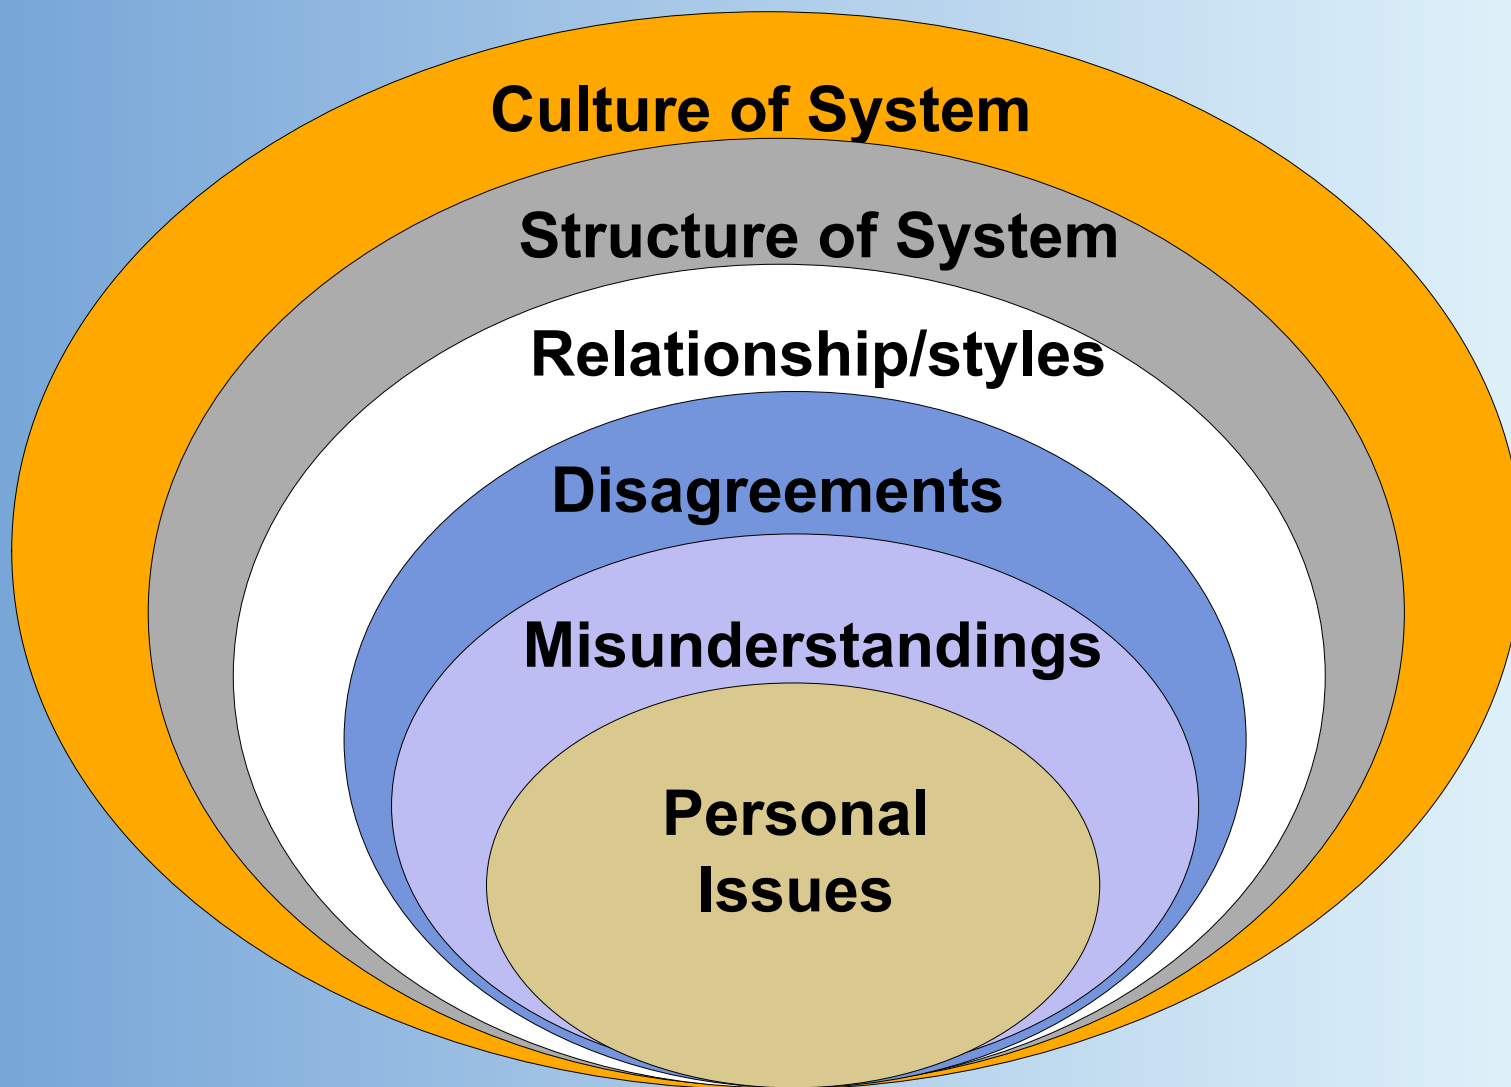 Culture of System
Structure of System
Relationship/styles
Disagreements
Misunderstandings
Personal
Issues